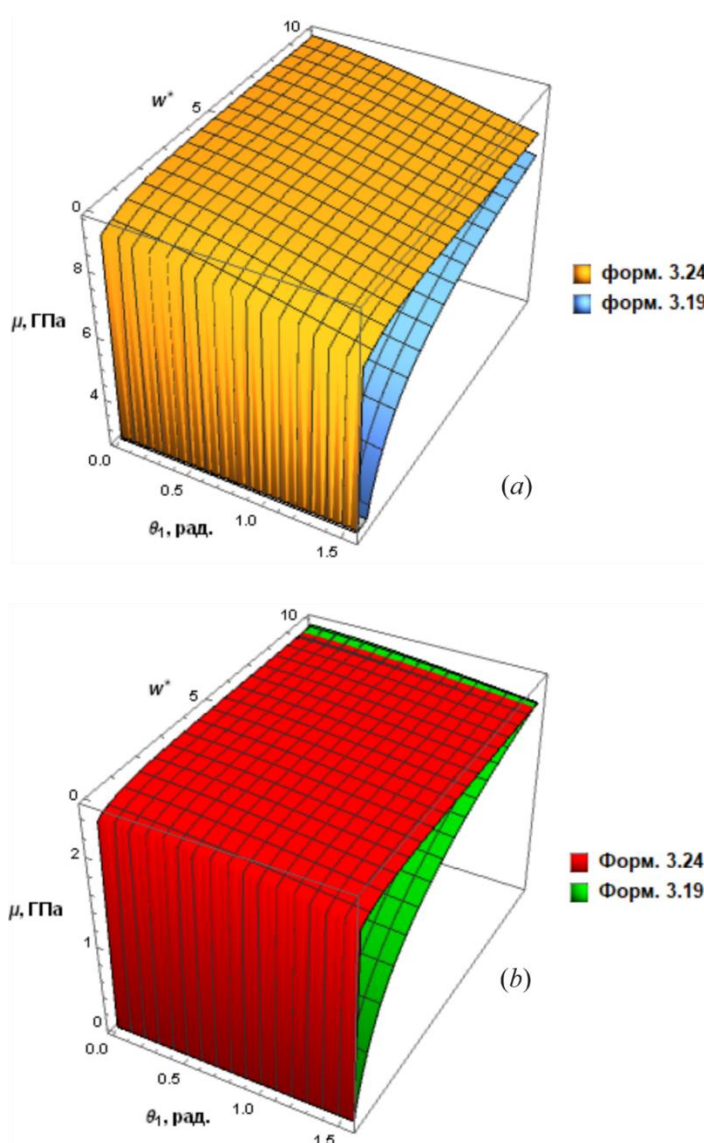 10
w*
5
0
8
μ, ГПа
6
4
0.0
0.5
1.0
1.5
θ₁, рад.
форм. 3.24
форм. 3.19
(a)
10
w*
5
0
2
μ, ГПа
1
0
0.0
0.5
1.0
1.5
θ₁, рад.
Форм. 3.24
Форм. 3.19
(b)